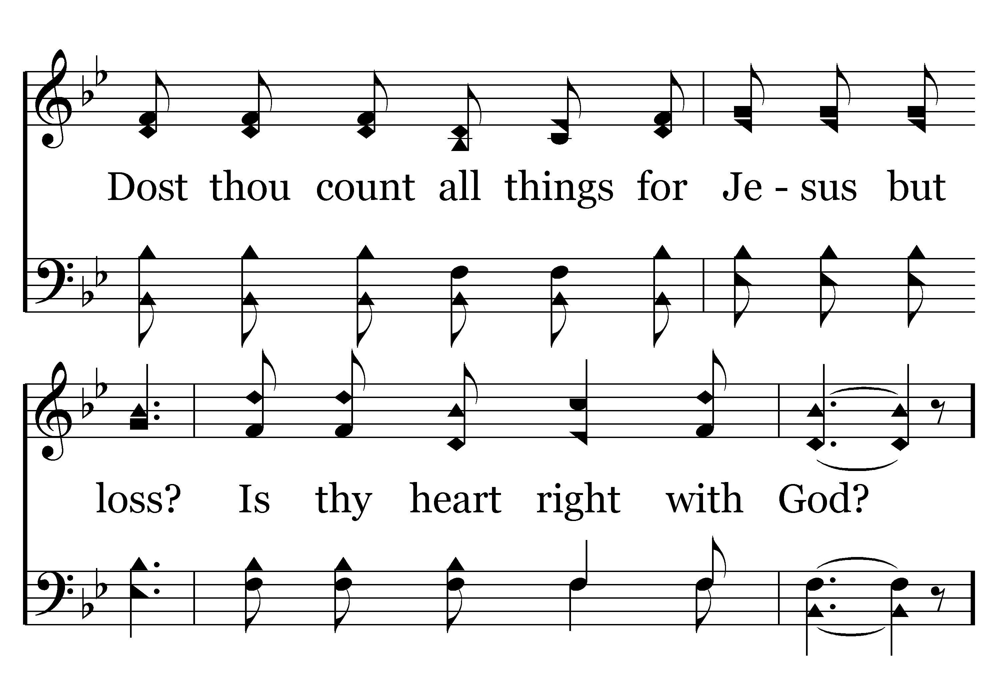 Dost thou count all things for Je - sus but
loss? Is thy heart right with God?